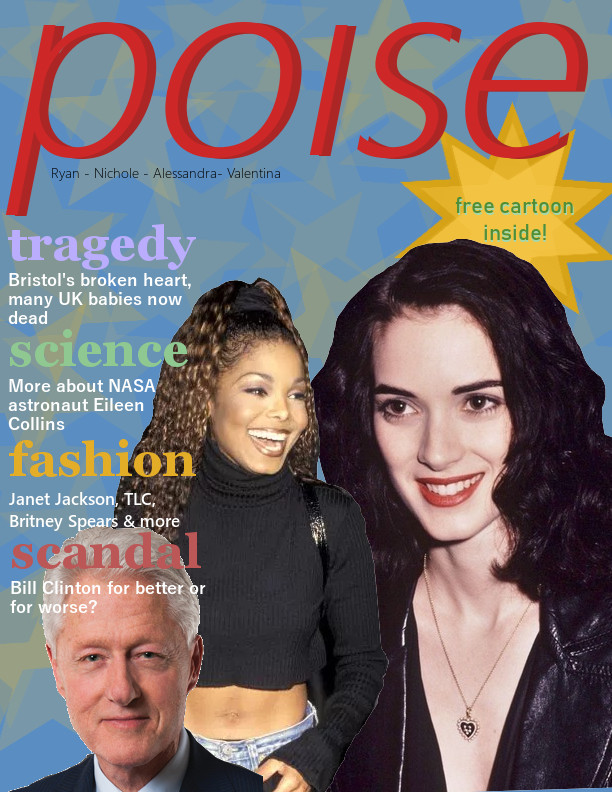 poise
Ryan - Nichole - Alessandra- Valentina
free cartoon
inside!
tragedy
Bristol's broken heart,
many UK babies now
dead
science
More about NASA
astronaut Eileen
Collins
fashion
Janet Jackson, TLC,
Britney Spears & more
scandal
Bill Clinton for better or
for worse?